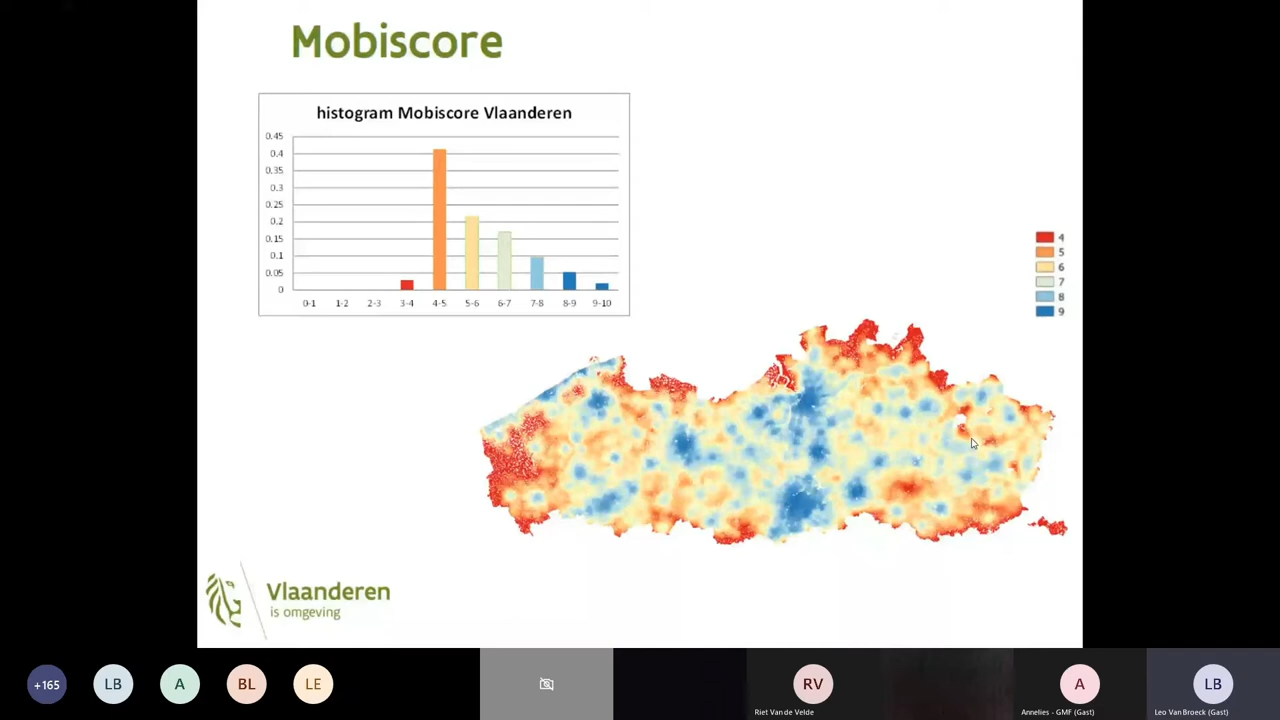 Mobiscore
histogram Mobiscore Vlaanderen
0.45
0.4
0.35
0.3
0.25
0.2
0.15
0.1
0.05
0
0-1 1-2 2-3 3-4 4-5 5-6 6-7 7-8 8-9 9-10
4
5
6
7
8
9
Vlaanderen
is omgeving
+165 LB A BL LE RV A LB
Riet Van de Velde Annelies - GMF (Gast) Leo Van Broeck (Gast)